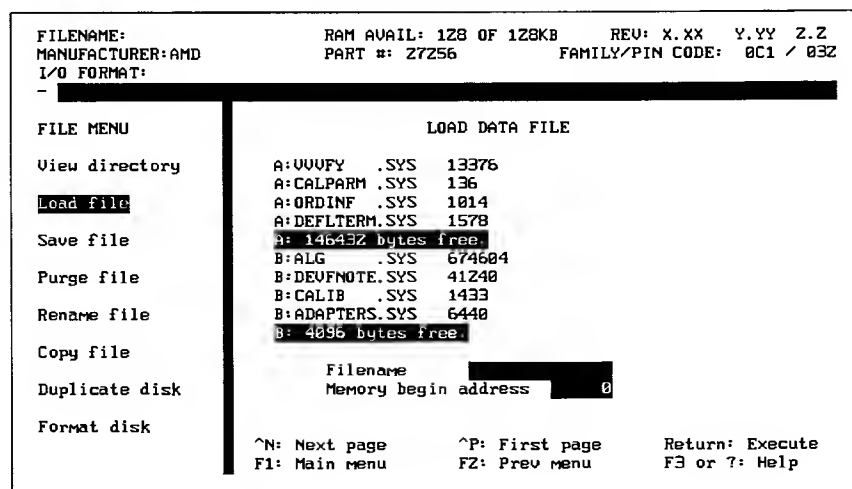 FILENAME: RAM AVAIL: 128 OF 128KB REV: X.XX Y.YY Z.Z
MANUFACTURER:AMD PART #: 27256 FAMILY/PIN CODE: 0C1 / 032
I/O FORMAT:
FILE MENU
View directory
Load file
Save file
Purge file
Rename file
Copy file
Duplicate disk
Format disk
LOAD DATA FILE
A:VVVFY .SYS 13376
A:CALPARM .SYS 136
A:ORDINF .SYS 1014
A:DEFLTERM.SYS 1578
A: 146432 bytes free.
B:ALG .SYS 674604
B:DEVFNOTE.SYS 41240
B:CALIB .SYS 1433
B:ADAPTERS.SYS 6440
B: 4096 bytes free.
Filename
Memory begin address 0
^N: Next page ^P: First page Return: Execute
F1: Main menu F2: Prev menu F3 or ?: Help